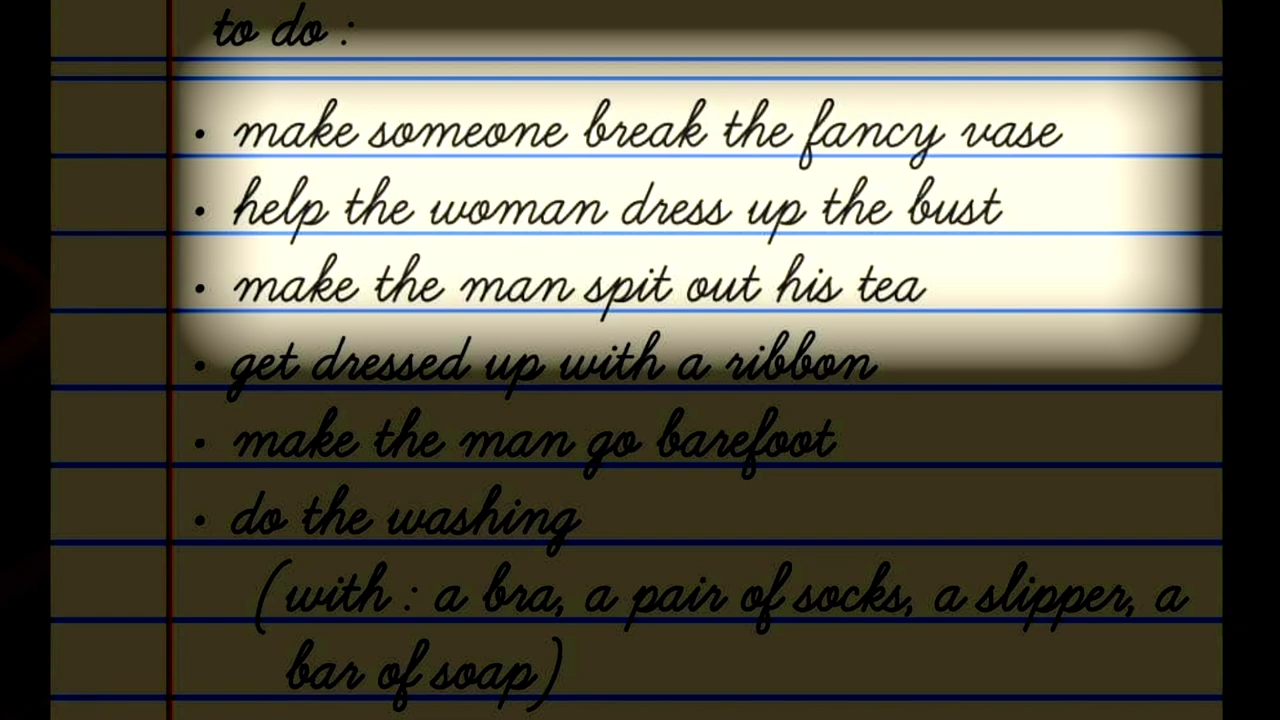 to do :
• make someone break the fancy vase
• help the woman dress up the bust
• make the man spit out his tea
• get dressed up with a ribbon
• make the man go barefoot
• do the washing
(with : a bra, a pair of socks, a slipper, a
bar of soap)